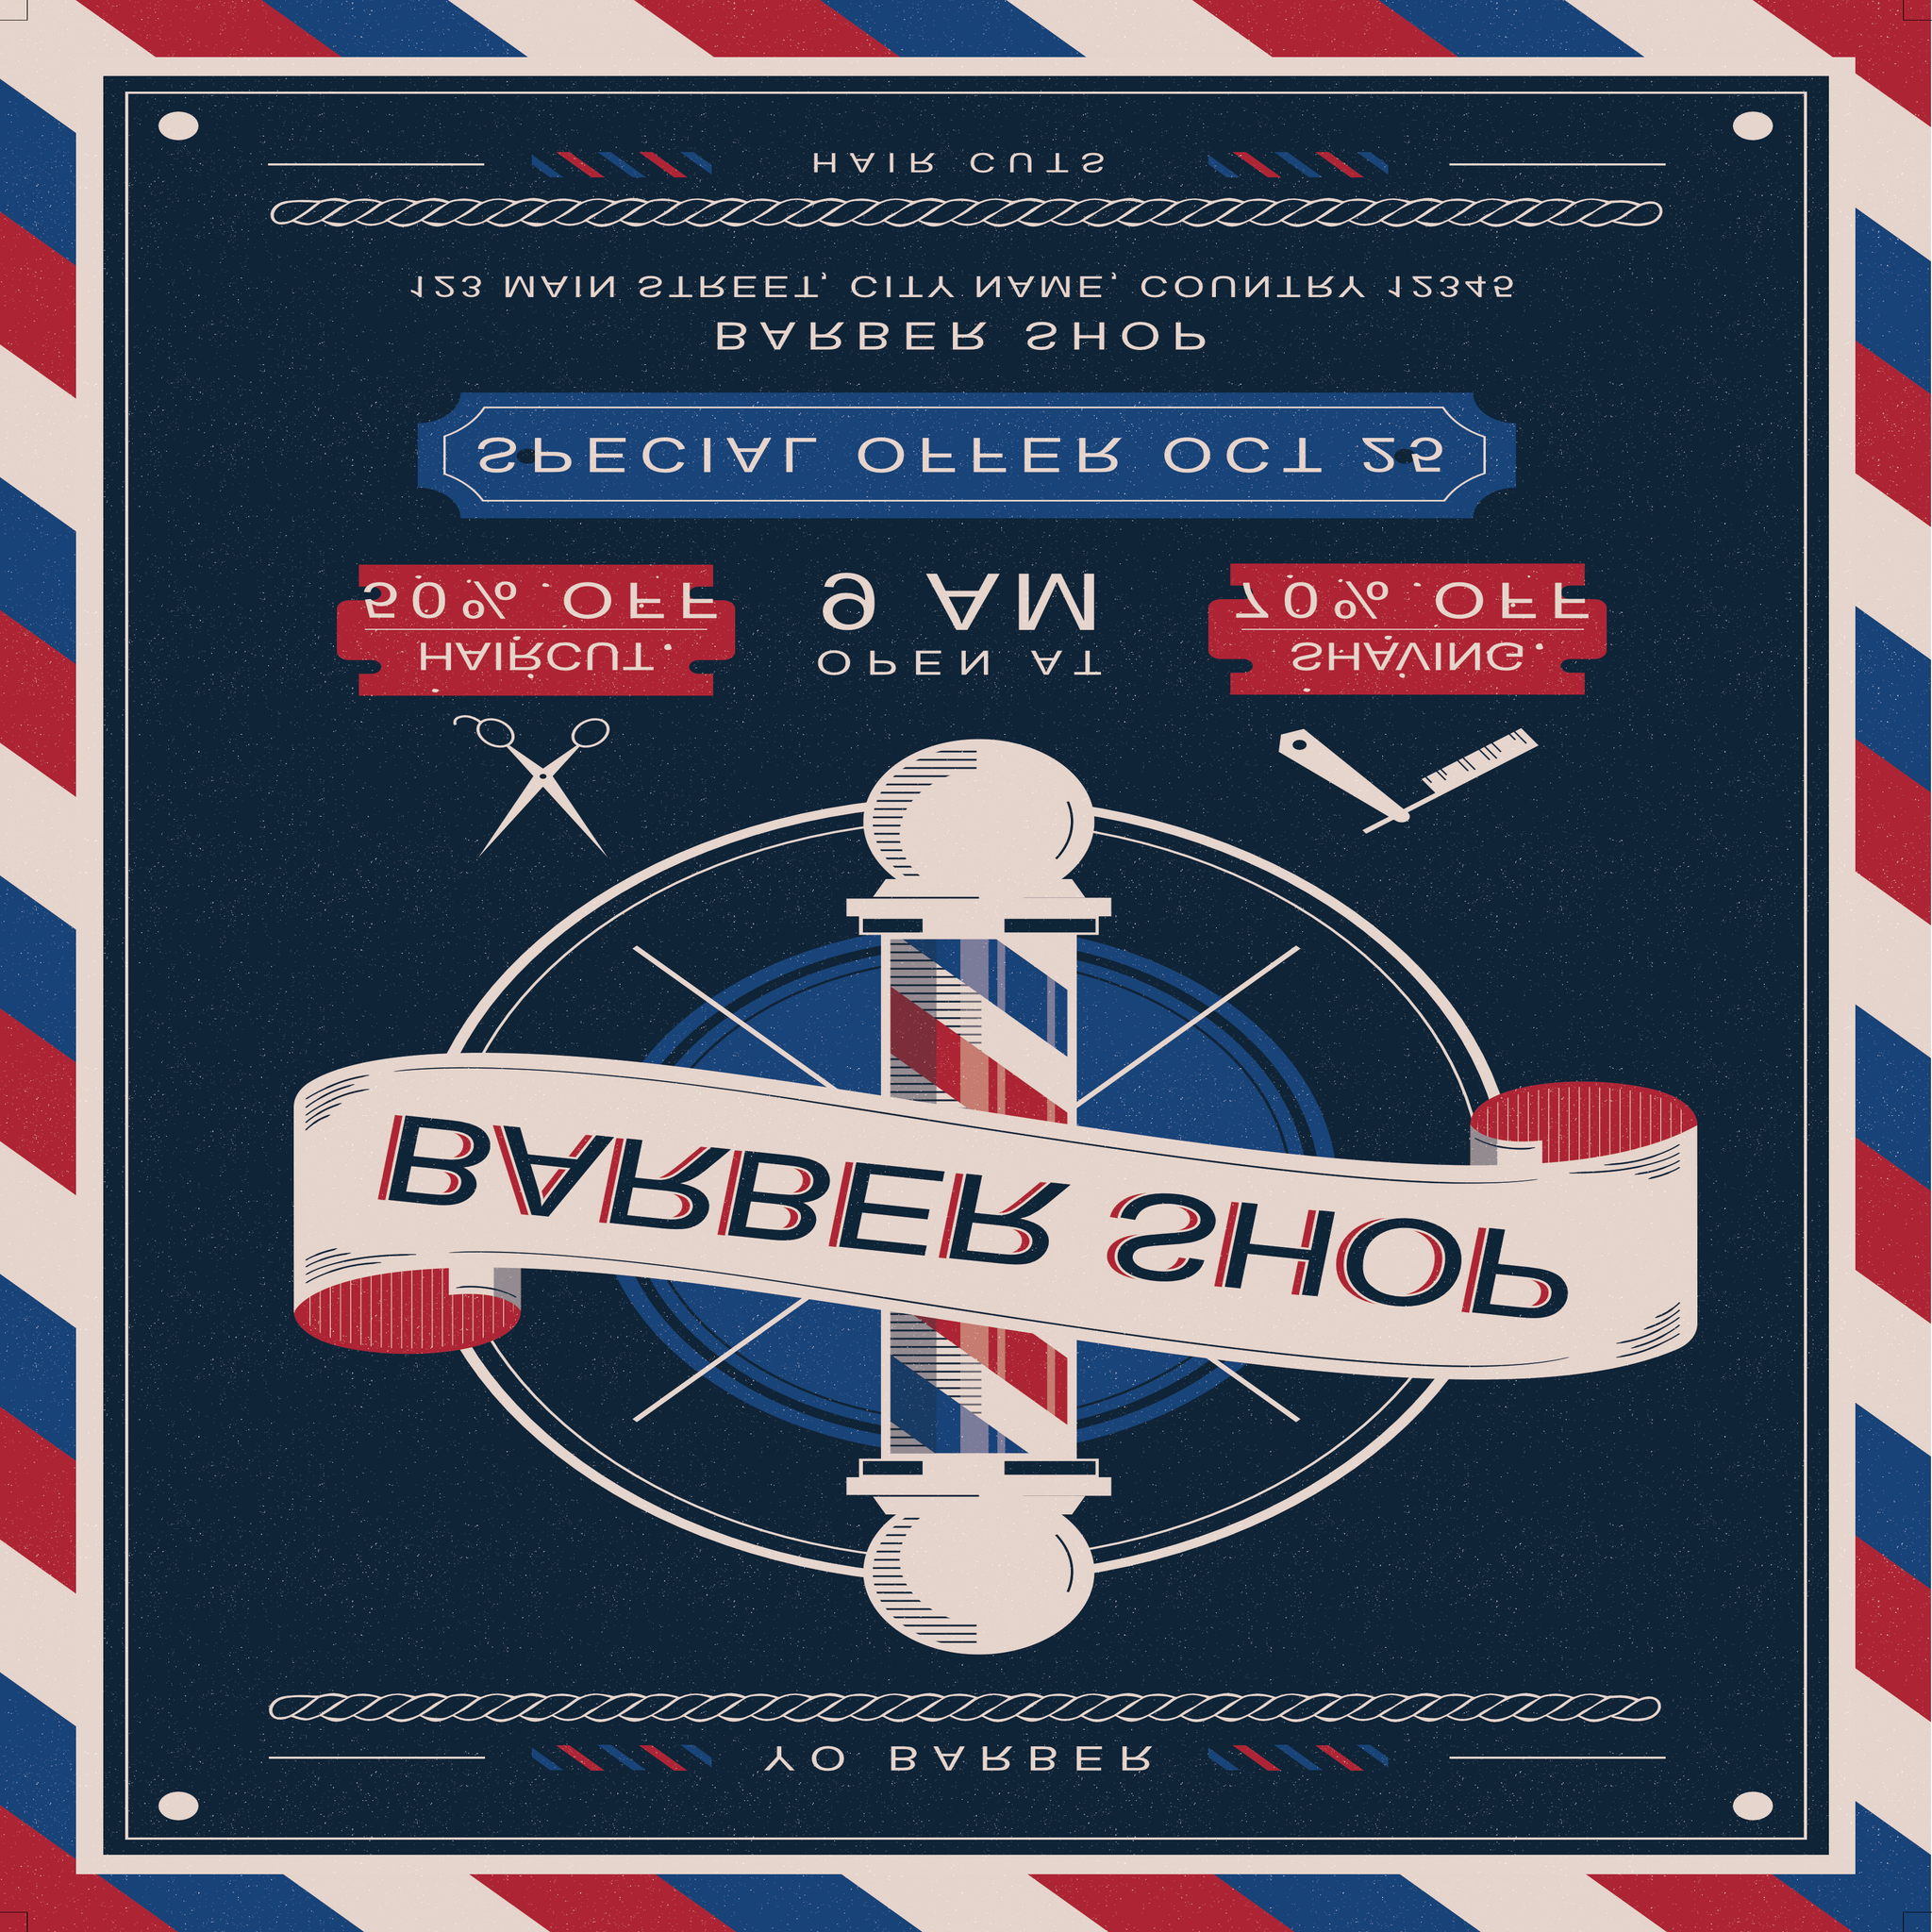 YO BARBER
BARBER SHOP
HAIRCUT.
50% OFF
OPEN AT
9 AM
SHAVING.
70% OFF
SPECIAL OFFER OCT 25
BARBER SHOP
123 MAIN STREET, CITY NAME, COUNTRY 12345
HAIR CUTS